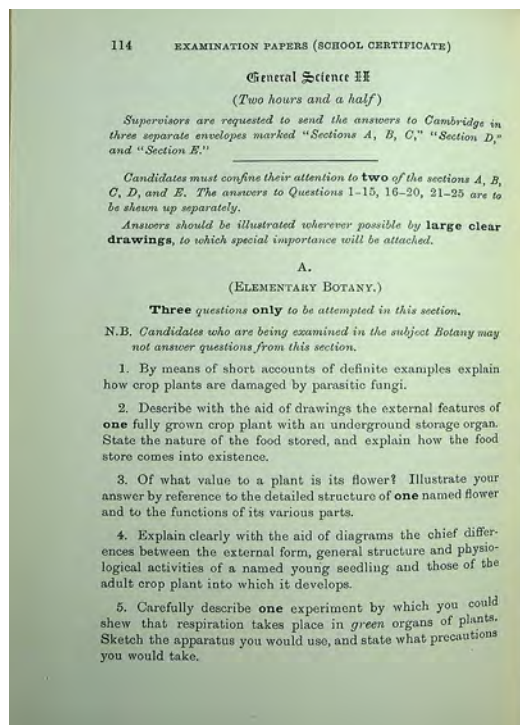 114 EXAMINATION PAPERS (SCHOOL CERTIFICATE)
General Science II
(Two hours and a half)
Supervisors are requested to send the answers to Cambridge in
three separate envelopes marked “Sections A, B, C,” “Section D,”
and “Section E.”
Candidates must confine their attention to two of the sections A, B,
C, D, and E. The answers to Questions 1–15, 16–20, 21–25 are to
be shewn up separately.
Answers should be illustrated wherever possible by large clear
drawings, to which special importance will be attached.
A.
(ELEMENTARY BOTANY.)
Three questions only to be attempted in this section.
N.B. Candidates who are being examined in the subject Botany may
not answer questions from this section.
1. By means of short accounts of definite examples explain
how crop plants are damaged by parasitic fungi.
2. Describe with the aid of drawings the external features of
one fully grown crop plant with an underground storage organ.
State the nature of the food stored, and explain how the food
store comes into existence.
3. Of what value to a plant is its flower? Illustrate your
answer by reference to the detailed structure of one named flower
and to the functions of its various parts.
4. Explain clearly with the aid of diagrams the chief differ-
ences between the external form, general structure and physio-
logical activities of a named young seedling and those of the
adult crop plant into which it develops.
5. Carefully describe one experiment by which you could
shew that respiration takes place in green organs of plants.
Sketch the apparatus you would use, and state what precautions
you would take.